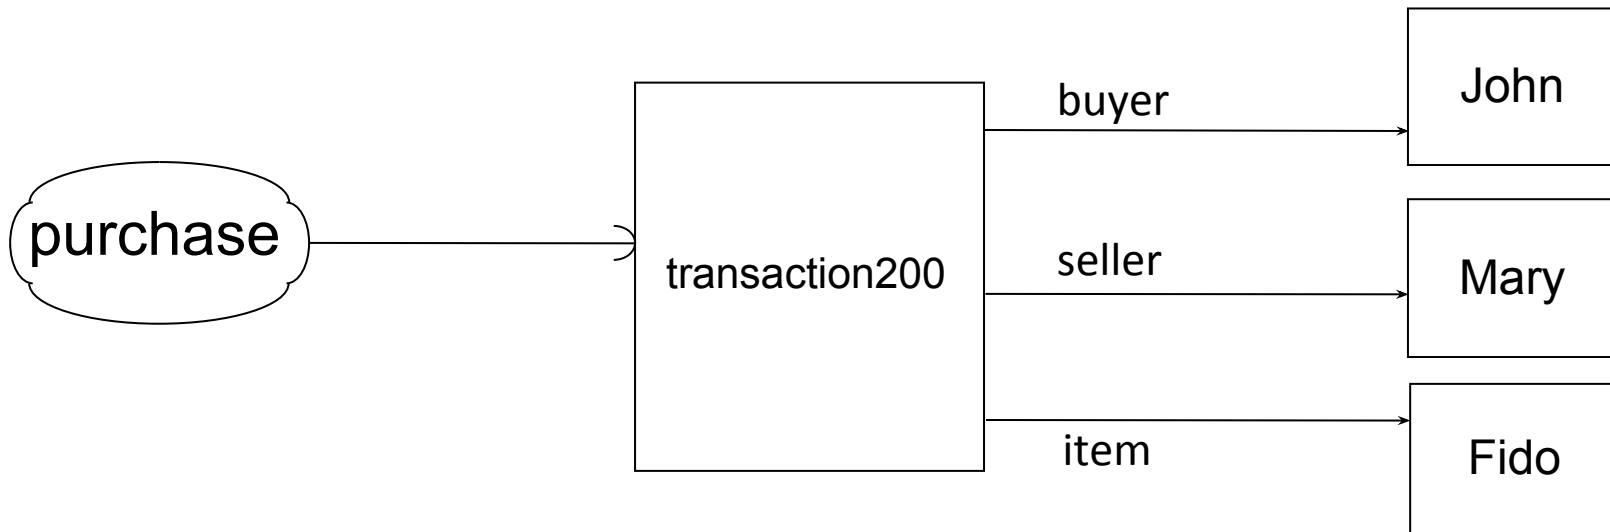 purchase
transaction200
buyer
John
seller
Mary
item
Fido